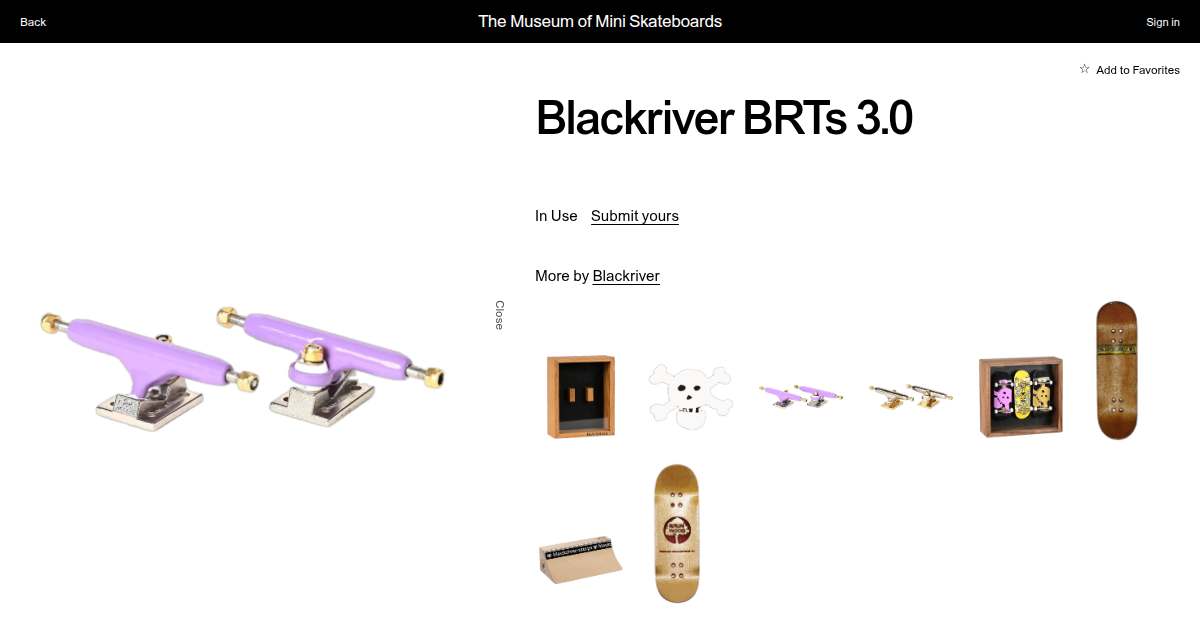 Back
The Museum of Mini Skateboards
Sign in
☆ Add to Favorites
Blackriver BRTs 3.0
In Use Submit yours
More by Blackriver
Close